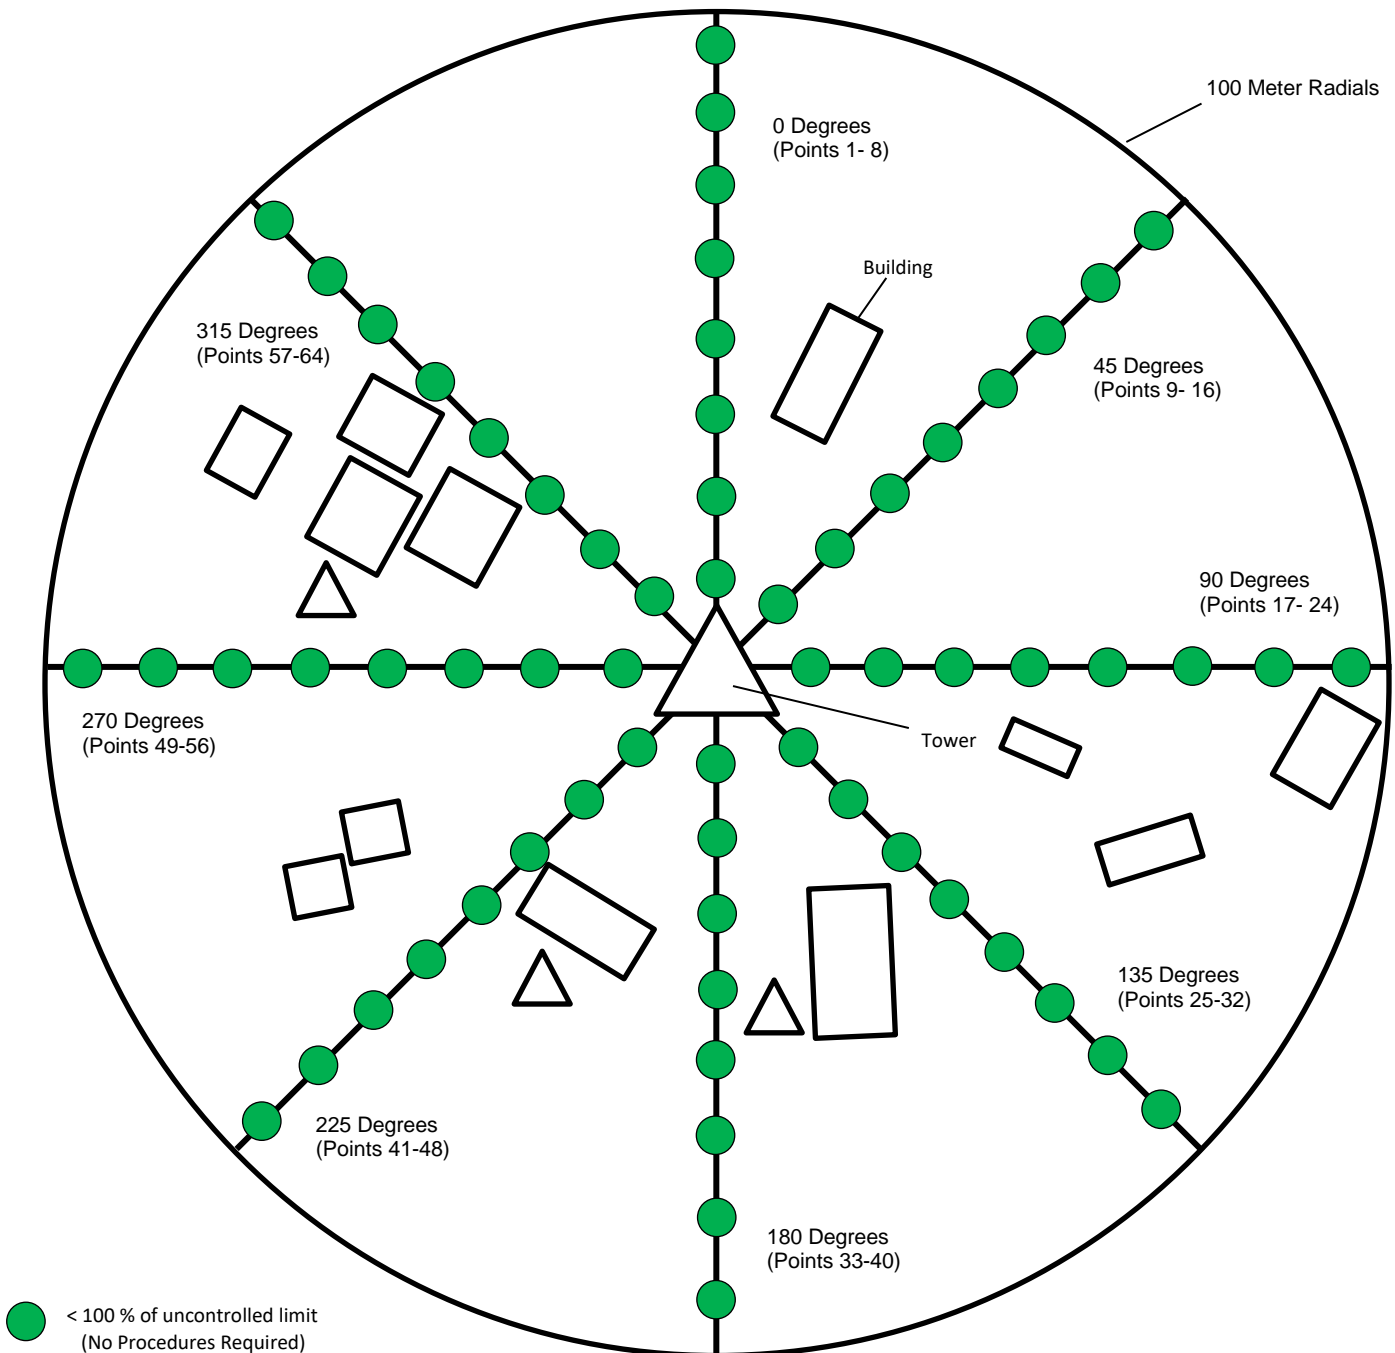 100 Meter Radials
0 Degrees
(Points 1- 8)
Building
315 Degrees
(Points 57-64)
45 Degrees
(Points 9- 16)
90 Degrees
(Points 17- 24)
270 Degrees
(Points 49-56)
Tower
135 Degrees
(Points 25-32)
225 Degrees
(Points 41-48)
180 Degrees
(Points 33-40)
< 100 % of uncontrolled limit
(No Procedures Required)